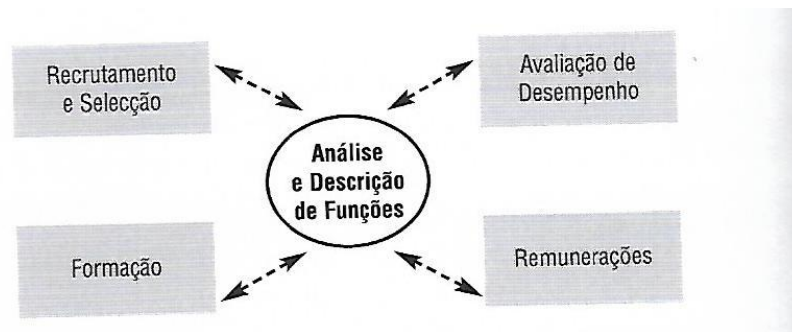 Recrutamento
e Selecção
Avaliação de
Desempenho
Análise
e Descrição
de Funções
Formação
Remunerações